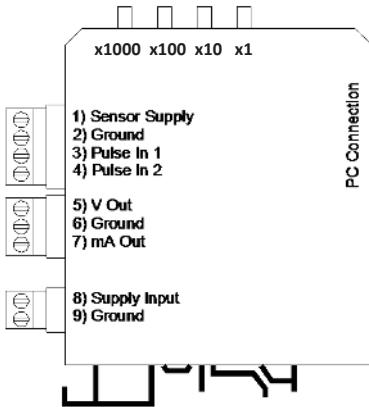 x1000 x100 x10 x1
1) Sensor Supply
2) Ground
3) Pulse In 1
4) Pulse In 2
PC Connection
5) V Out
6) Ground
7) mA Out
8) Supply Input
9) Ground